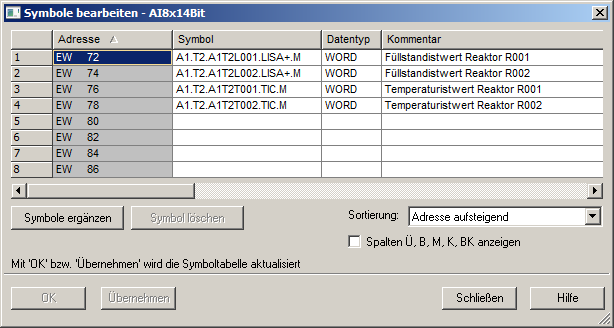 Symbole bearbeiten - AI8x14Bit
Adresse Symbol Datentyp Kommentar
1 EW 72 A1.T2.A1T2L001.LISA+.M WORD Füllstandistwert Reaktor R001
2 EW 74 A1.T2.A1T2L002.LISA+.M WORD Füllstandistwert Reaktor R002
3 EW 76 A1.T2.A1T2T001.TIC.M WORD Temperaturistwert Reaktor R001
4 EW 78 A1.T2.A1T2T002.TIC.M WORD Temperaturistwert Reaktor R002
5 EW 80
6 EW 82
7 EW 84
8 EW 86
Symbole ergänzen Symbol löschen Sortierung: Adresse aufsteigend
Spalten Ü, B, M, K, BK anzeigen
Mit 'OK' bzw. 'Übernehmen' wird die Symboltabelle aktualisiert
OK Übernehmen Schließen Hilfe